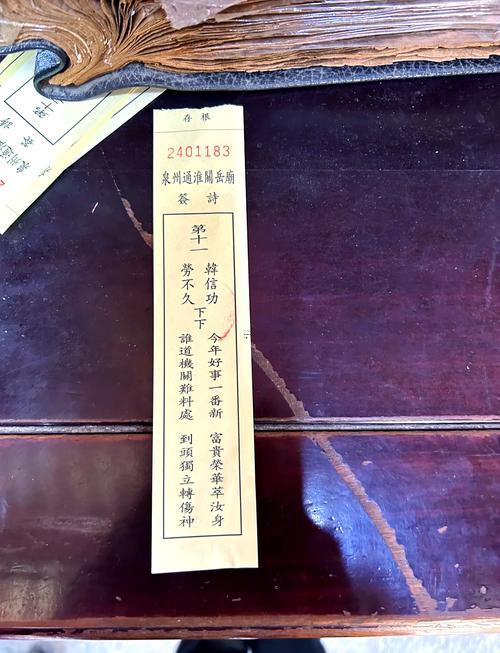 存根
2401183
泉州通淮關岳廟
簽詩
第十一
韓信功
勞不久
下下
今年好事一番新　富貴榮華萃汝身
誰道機關難料處　到頭獨立轉傷神